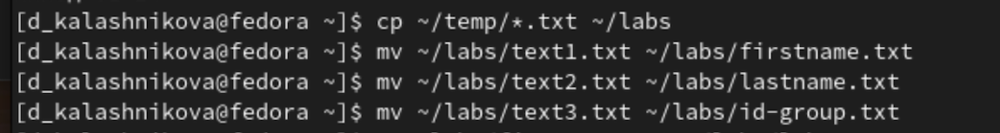 [d_kalashnikova@fedora ~]$ cp ~/temp/*.txt ~/labs
[d_kalashnikova@fedora ~]$ mv ~/labs/text1.txt ~/labs/firstname.txt
[d_kalashnikova@fedora ~]$ mv ~/labs/text2.txt ~/labs/lastname.txt
[d_kalashnikova@fedora ~]$ mv ~/labs/text3.txt ~/labs/id-group.txt